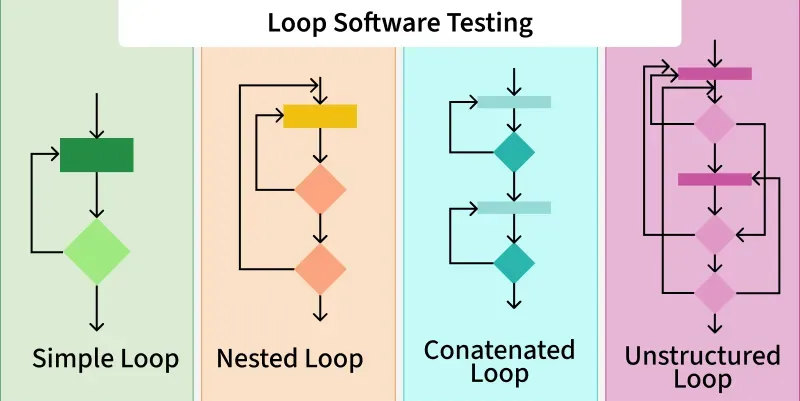 Loop Software Testing
Simple Loop
Nested Loop
Conatenated
Loop
Unstructured
Loop